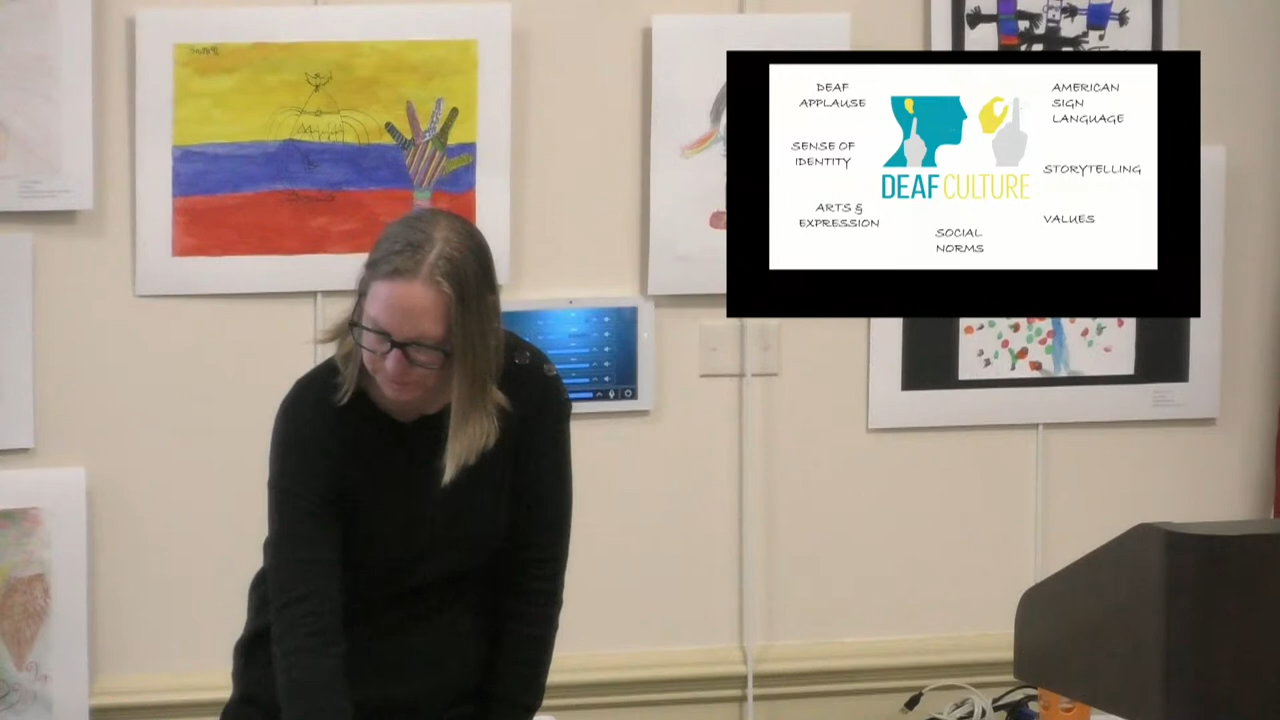 DEAF
APPLAUSE
SENSE OF
IDENTITY
ARTS &
EXPRESSION
DEAF CULTURE
SOCIAL
NORMS
AMERICAN
SIGN
LANGUAGE
STORYTELLING
VALUES